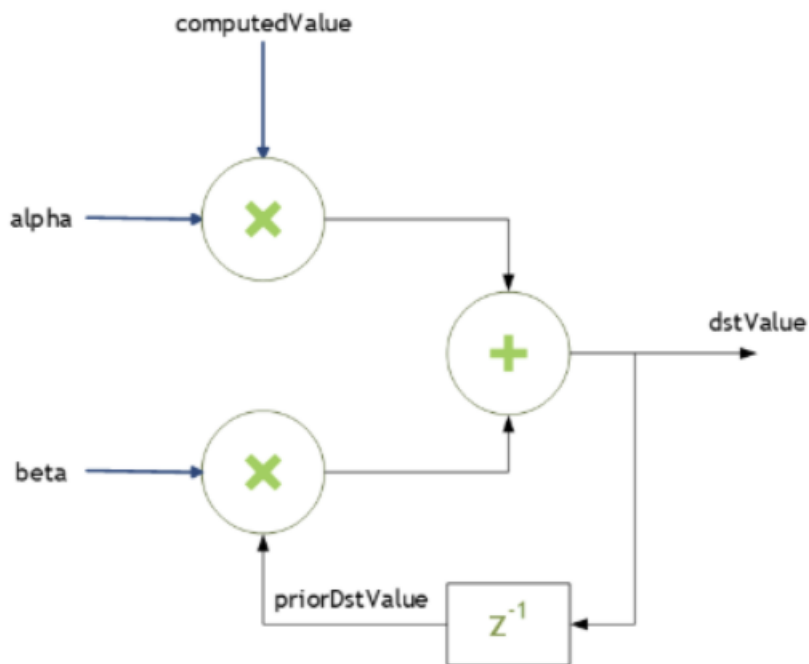 computedValue
×
alpha
+
dstValue
×
beta
priorDstValue
z⁻¹